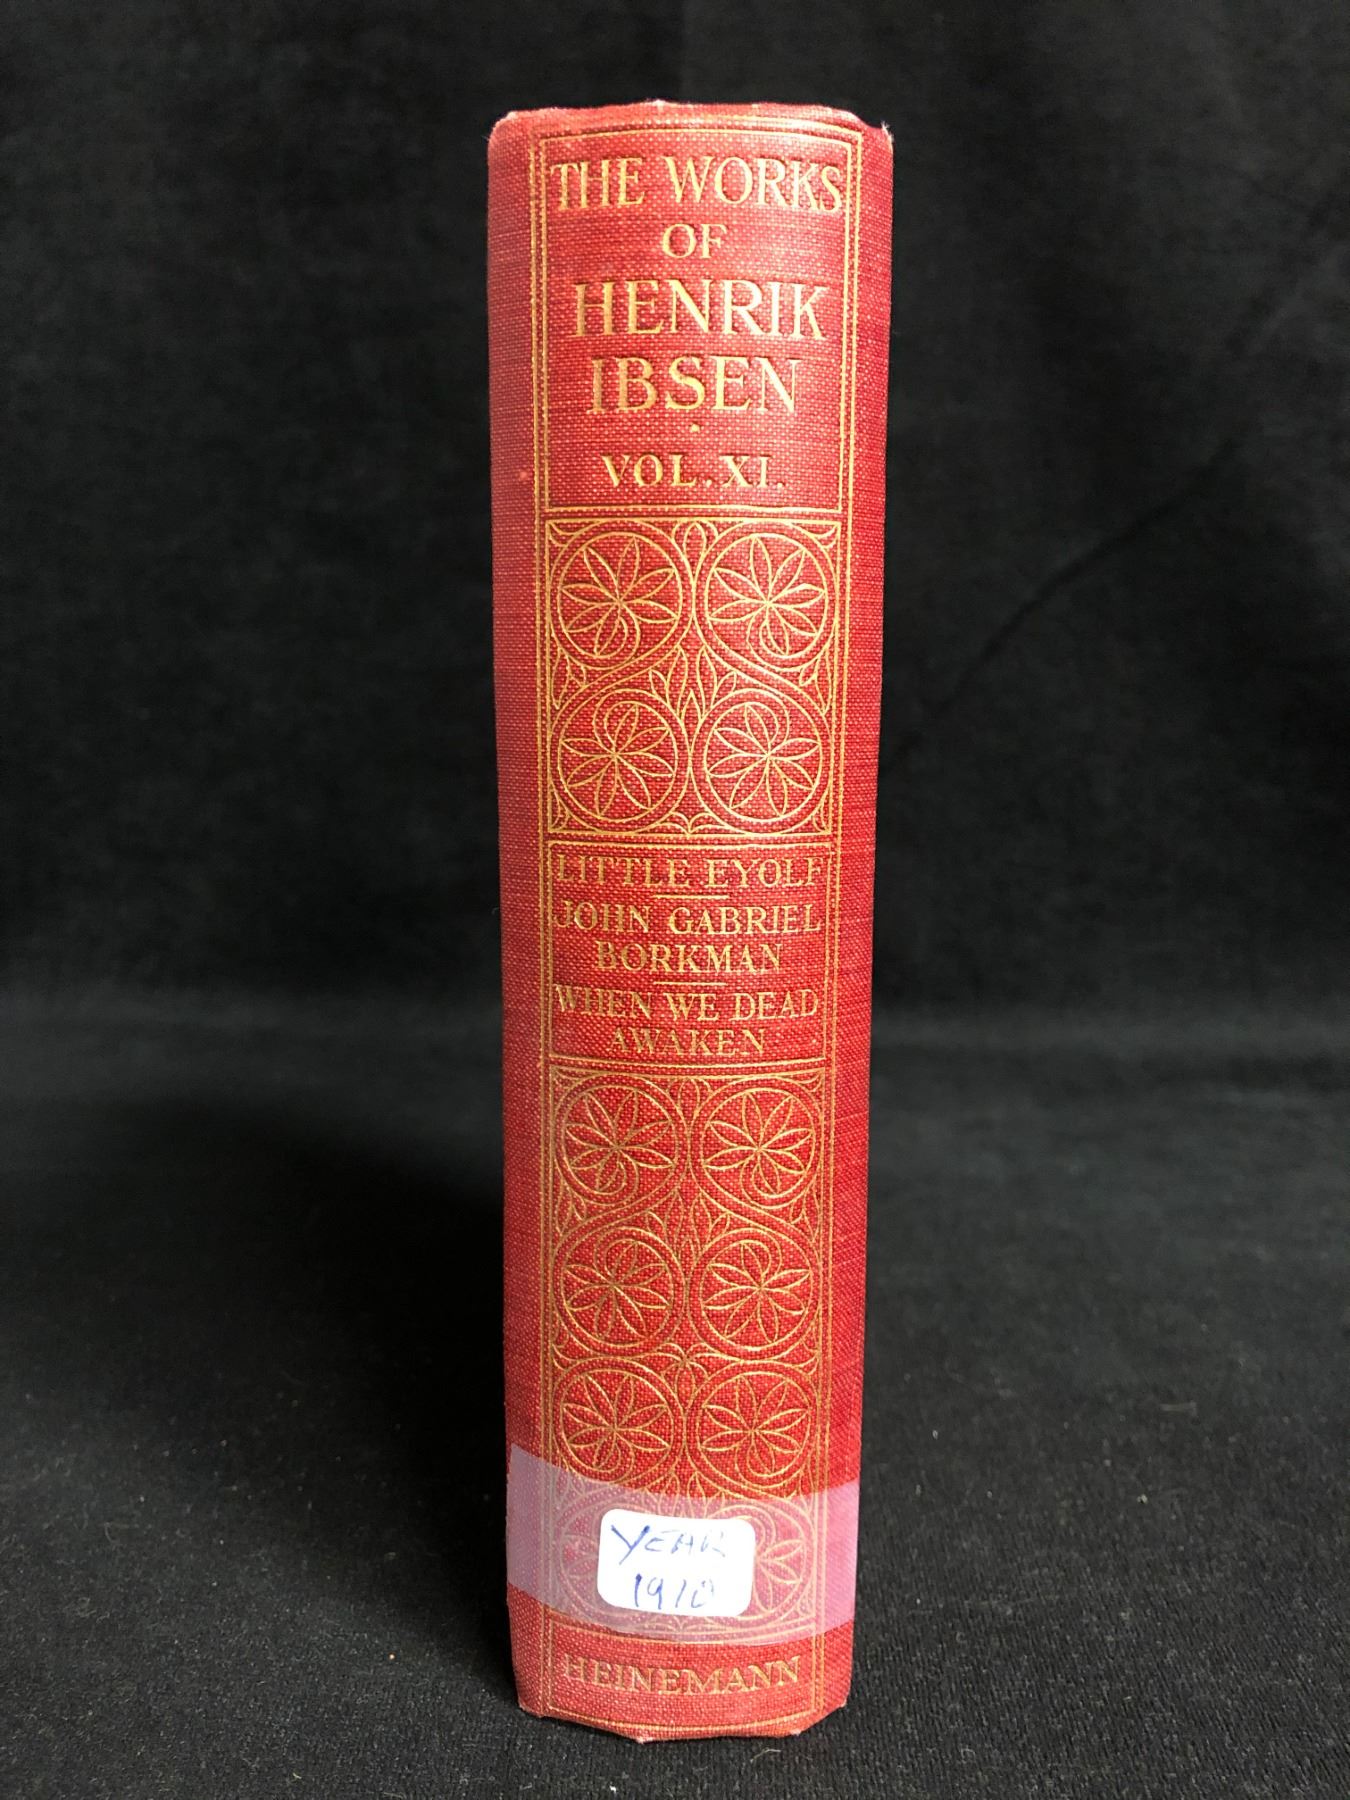 THE WORKS
OF
HENRIK
IBSEN
VOL. XI.
LITTLE EYOLF
JOHN GABRIEL
BORKMAN
WHEN WE DEAD
AWAKEN
YEAR
1910
HEINEMANN